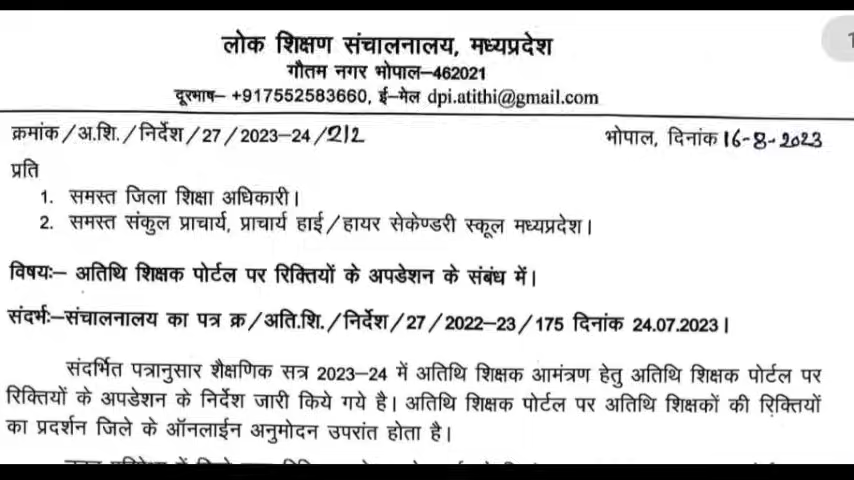 लोक शिक्षण संचालनालय, मध्यप्रदेश
गौतम नगर भोपाल–462021
दूरभाष– +917552583660, ई–मेल dpi.atithi@gmail.com
क्रमांक/अ.शि./निर्देश/27/2023–24/212
भोपाल, दिनांक 16-8-2023
प्रति
1. समस्त जिला शिक्षा अधिकारी।
2. समस्त संकुल प्राचार्य, प्राचार्य हाई/हायर सेकेण्डरी स्कूल मध्यप्रदेश।
विषयः– अतिथि शिक्षक पोर्टल पर रिक्तियों के अपडेशन के संबंध में।
संदर्भः–संचालनालय का पत्र क्र/अति.शि./निर्देश/27/2022–23/175 दिनांक 24.07.2023।
संदर्भित पत्रानुसार शैक्षणिक सत्र 2023–24 में अतिथि शिक्षक आमंत्रण हेतु अतिथि शिक्षक पोर्टल पर
रिक्तियों के अपडेशन के निर्देश जारी किये गये है। अतिथि शिक्षक पोर्टल पर अतिथि शिक्षकों की रिक्तियों
का प्रदर्शन जिले के ऑनलाईन अनुमोदन उपरांत होता है।